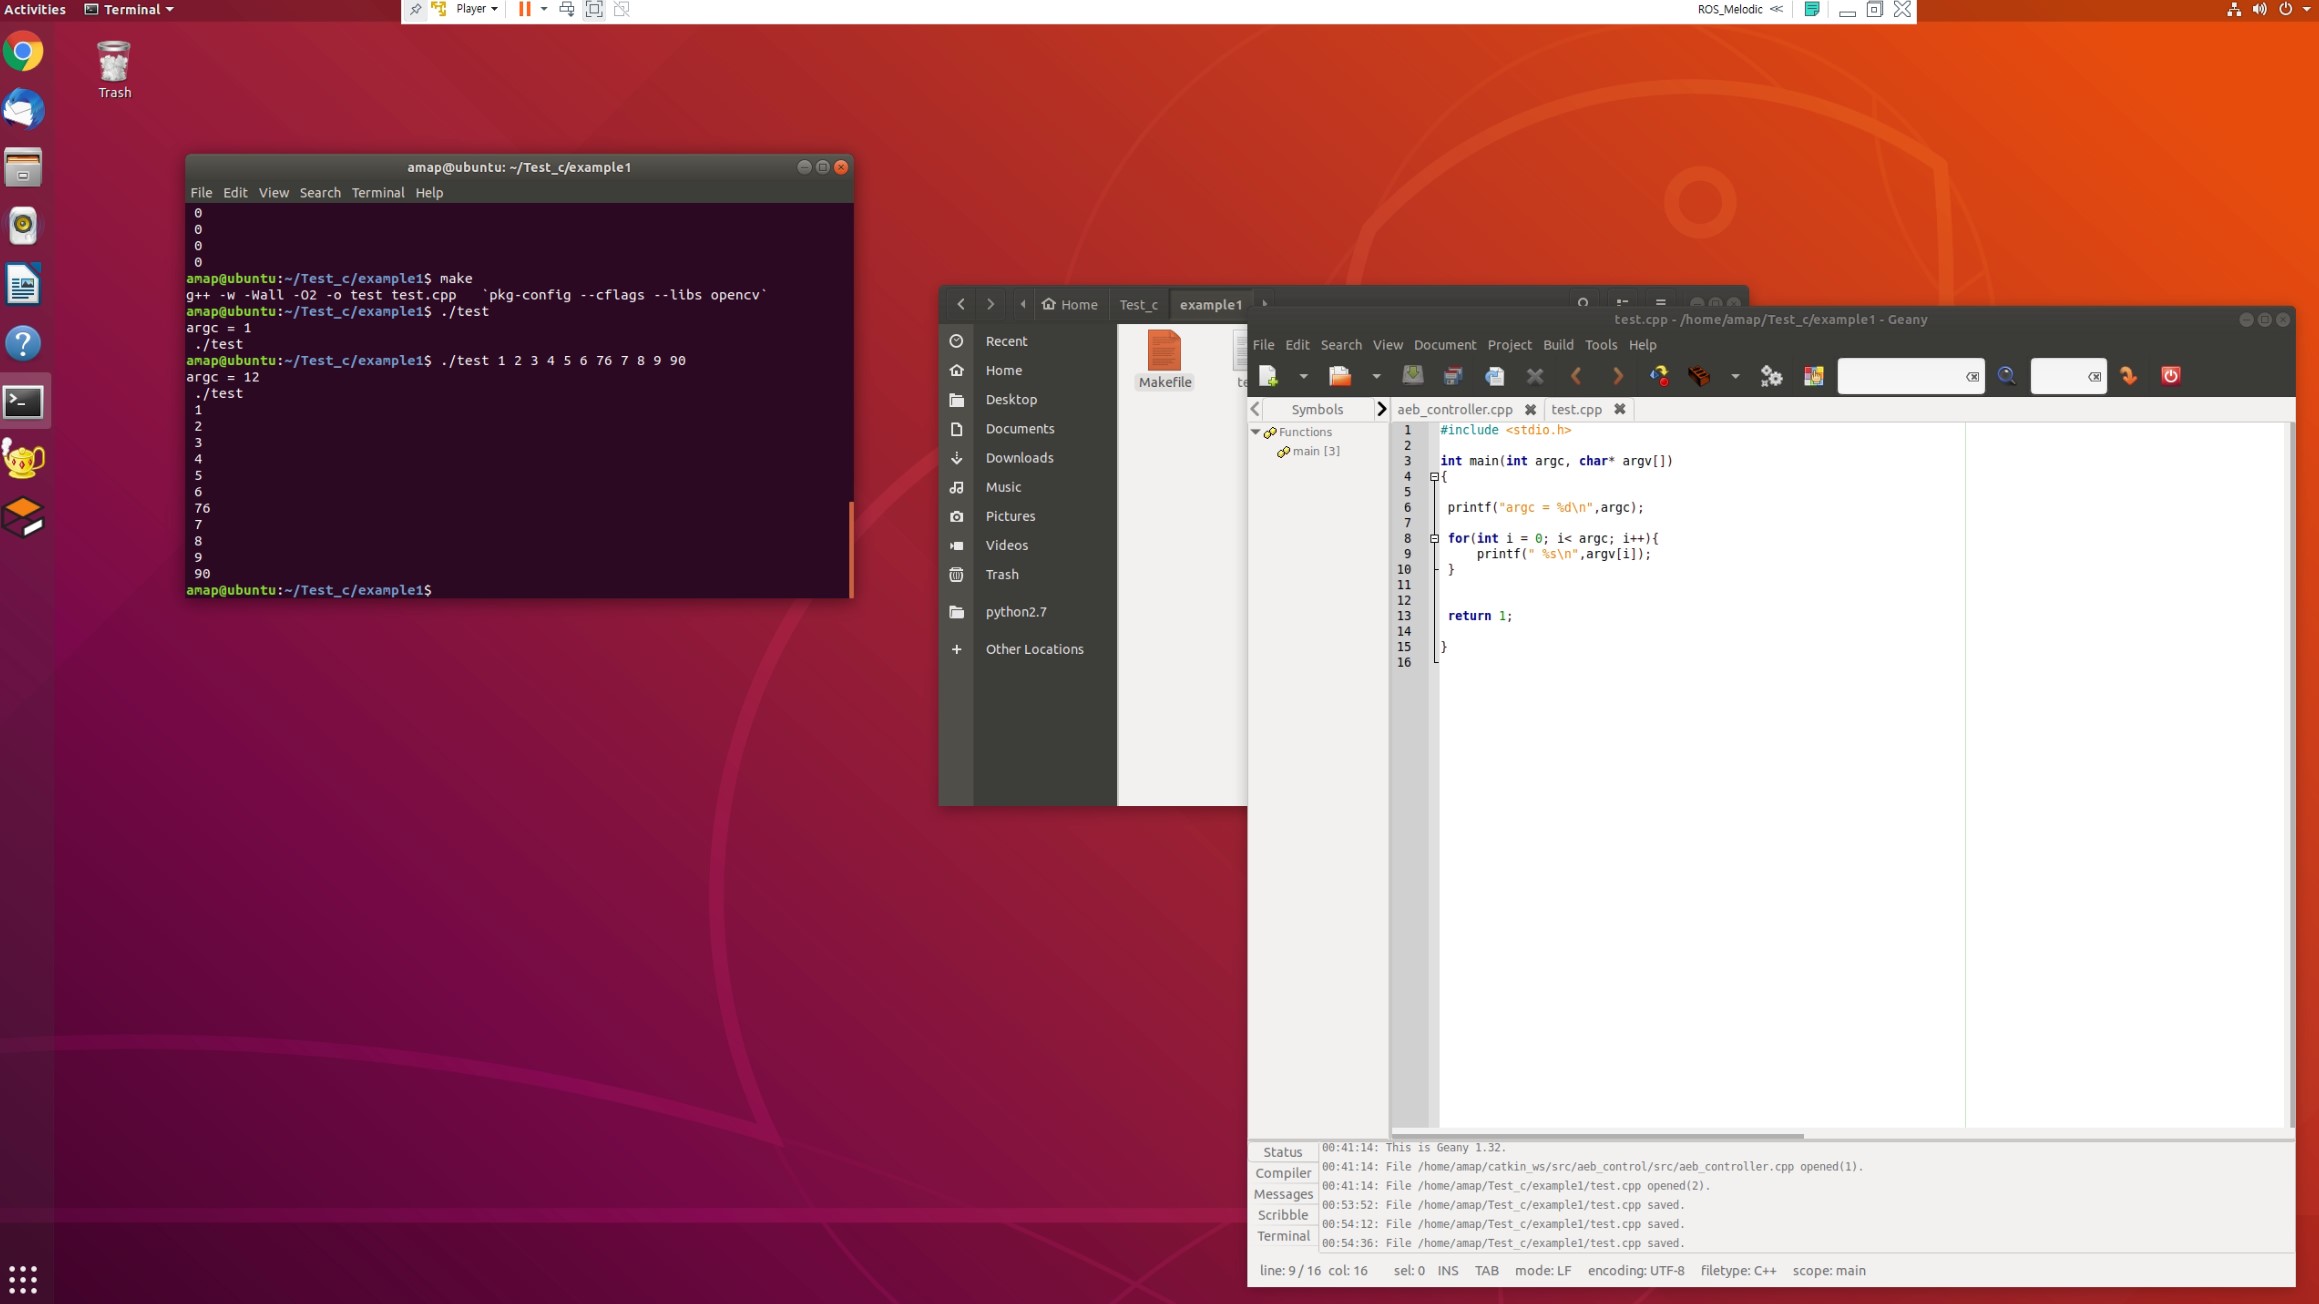 Activities
Terminal
Player
ROS_Melodic
Trash
amap@ubuntu: ~/Test_c/example1
File Edit View Search Terminal Help
0
0
0
0
amap@ubuntu:~/Test_c/example1$ make
g++ -w -Wall -O2 -o test test.cpp   `pkg-config --cflags --libs opencv`
amap@ubuntu:~/Test_c/example1$ ./test
argc = 1
 ./test
amap@ubuntu:~/Test_c/example1$ ./test 1 2 3 4 5 6 76 7 8 9 90
argc = 12
 ./test
 1
 2
 3
 4
 5
 6
 76
 7
 8
 9
 90
amap@ubuntu:~/Test_c/example1$
Home Test_c example1
Recent
Home
Desktop
Documents
Downloads
Music
Pictures
Videos
Trash
python2.7
Other Locations
Makefile
test.cpp - /home/amap/Test_c/example1 - Geany
File Edit Search View Document Project Build Tools Help
Symbols
aeb_controller.cpp
test.cpp
Functions
main [3]
1 #include <stdio.h>
2
3 int main(int argc, char* argv[])
4 {
5
6  printf("argc = %d\n",argc);
7
8  for(int i = 0; i< argc; i++){
9      printf(" %s\n",argv[i]);
10  }
11
12
13  return 1;
14
15 }
16
Status
Compiler
Messages
Scribble
Terminal
00:41:14: This is Geany 1.32.
00:41:14: File /home/amap/catkin_ws/src/aeb_control/src/aeb_controller.cpp opened(1).
00:41:14: File /home/amap/Test_c/example1/test.cpp opened(2).
00:53:52: File /home/amap/Test_c/example1/test.cpp saved.
00:54:12: File /home/amap/Test_c/example1/test.cpp saved.
00:54:36: File /home/amap/Test_c/example1/test.cpp saved.
line: 9 / 16 col: 16 sel: 0 INS TAB mode: LF encoding: UTF-8 filetype: C++ scope: main